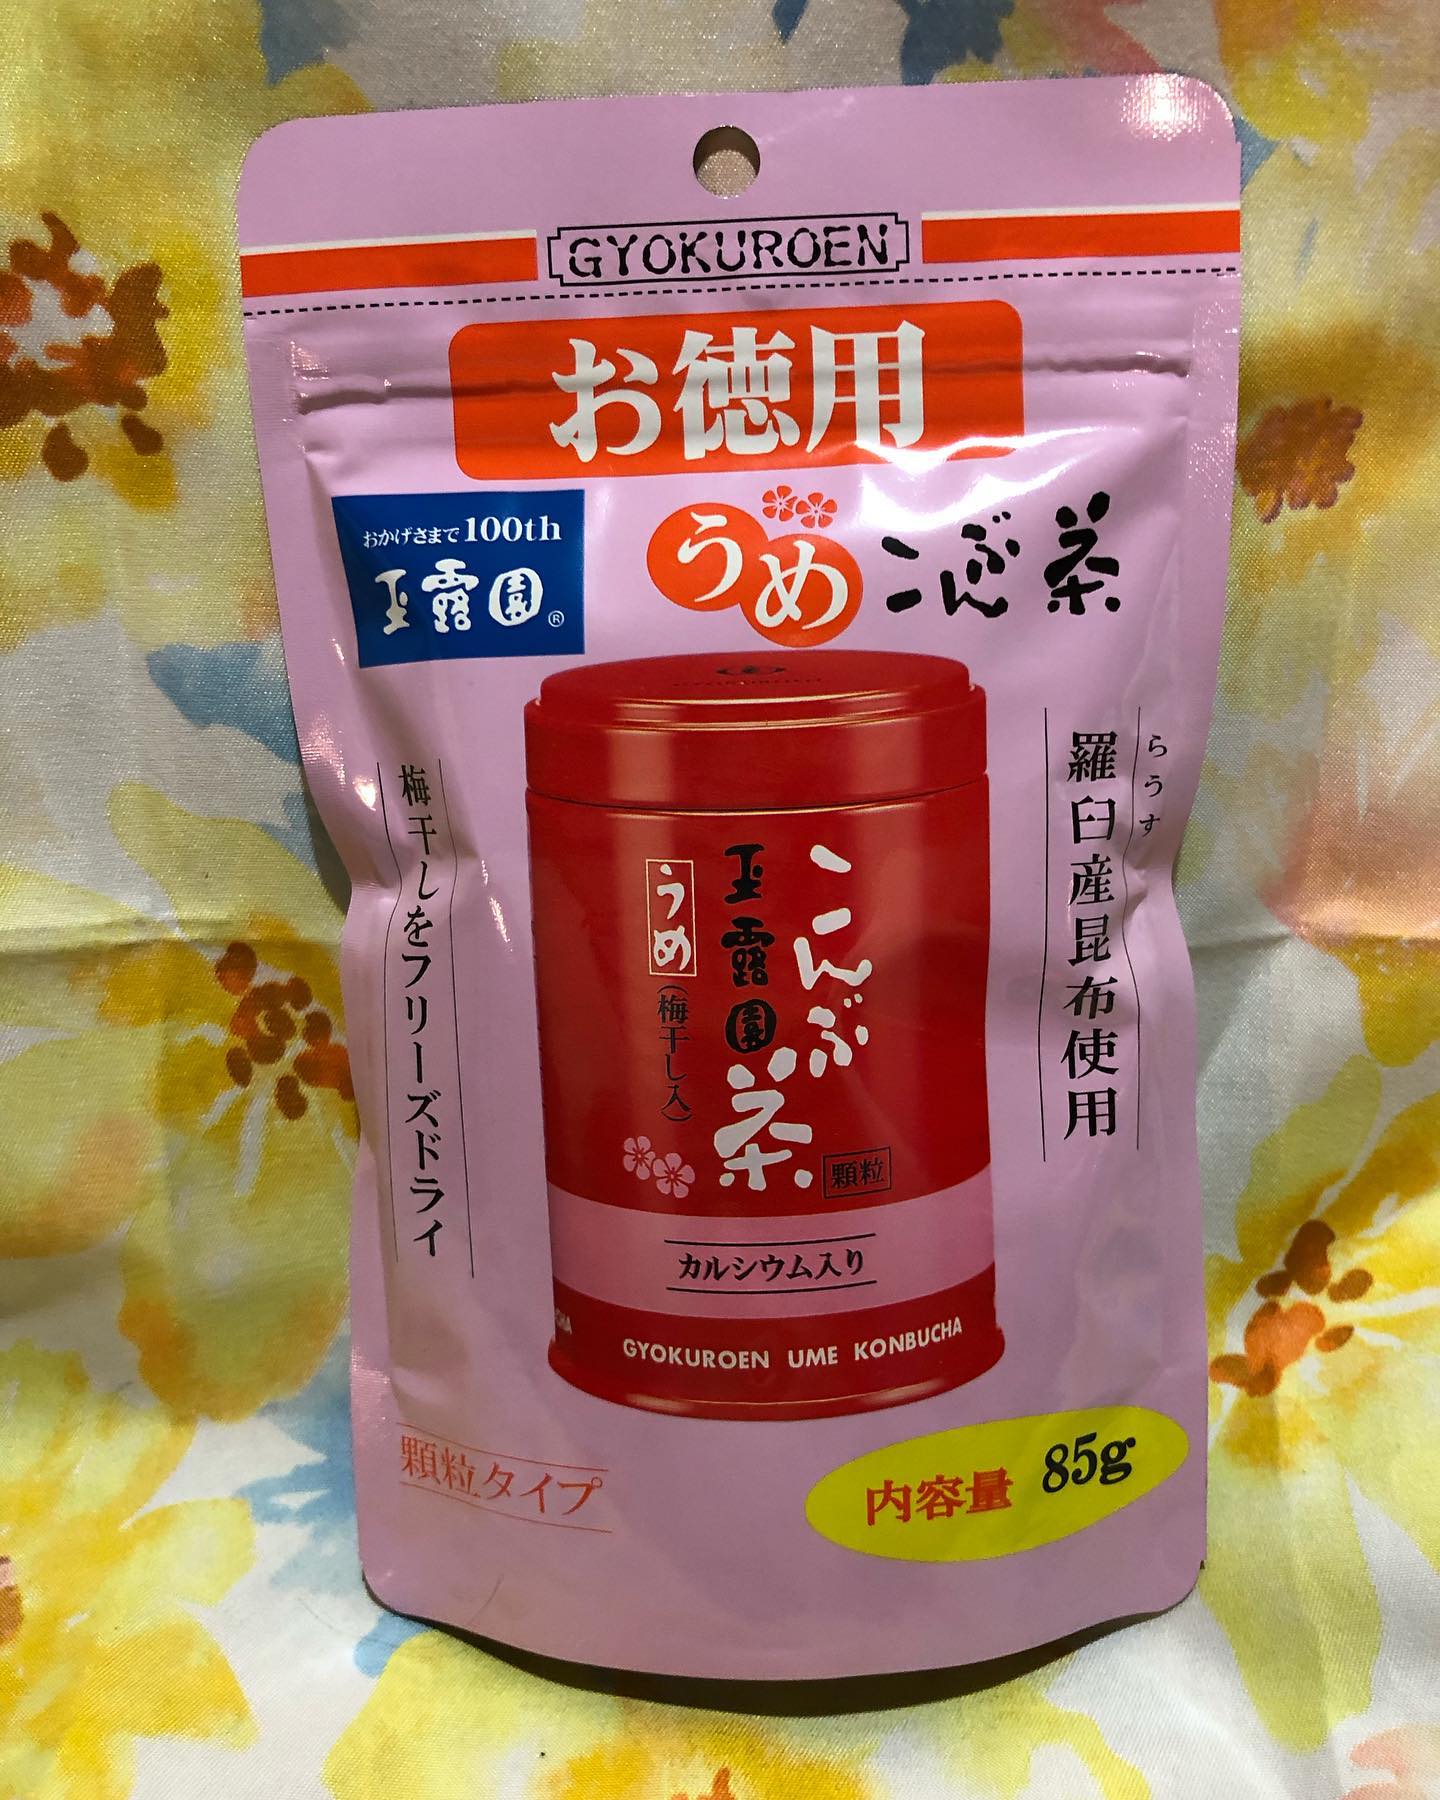 GYOKUROEN
お徳用
おかげさまで100th
玉露園®
うめ こんぶ茶
らうす
羅臼産昆布使用
梅干しをフリーズドライ
こんぶ茶
玉露園
うめ
(梅干し入)
顆粒
カルシウム入り
GYOKUROEN UME KONBUCHA
顆粒タイプ
内容量 85g